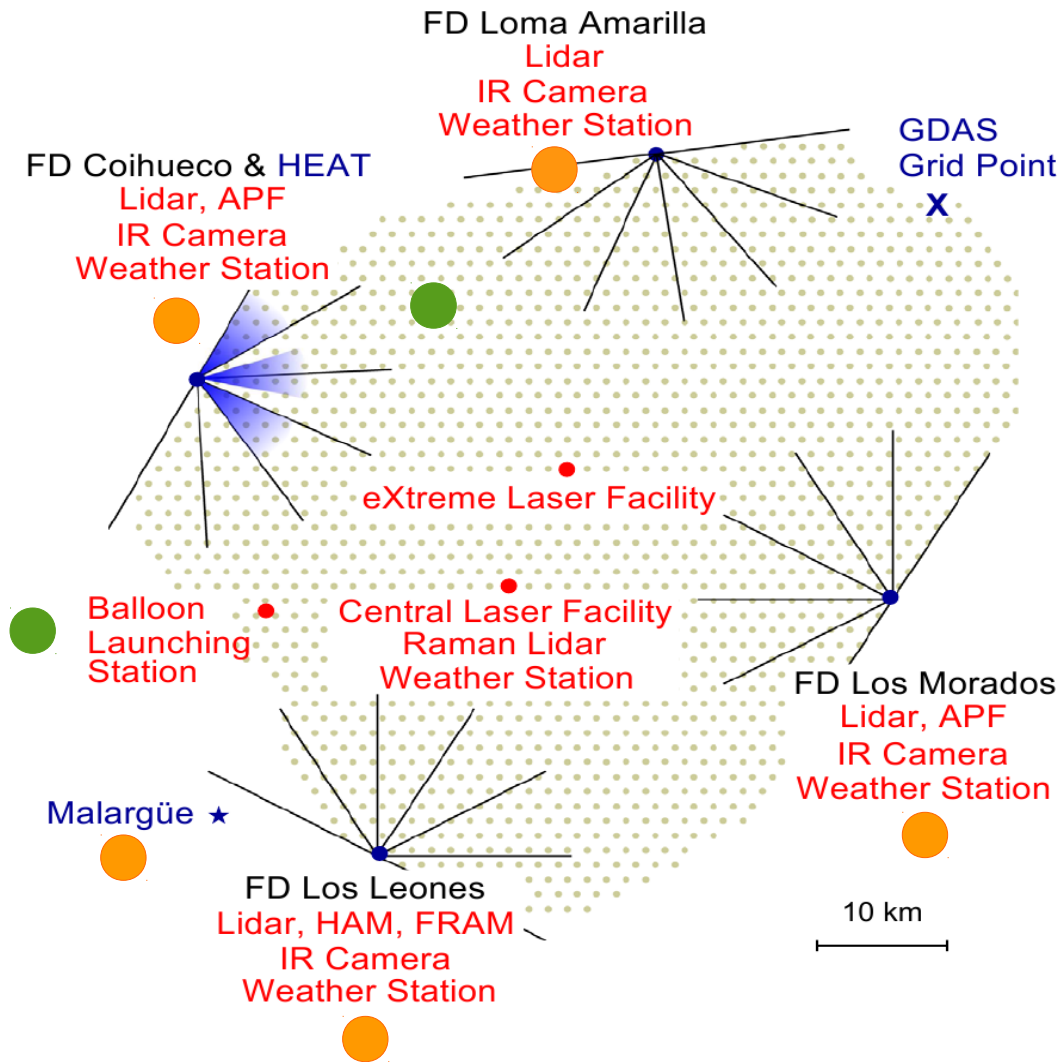 FD Loma Amarilla
Lidar
IR Camera
Weather Station
GDAS
Grid Point
X
FD Coihueco & HEAT
Lidar, APF
IR Camera
Weather Station
eXtreme Laser Facility
Balloon
Launching
Station
Central Laser Facility
Raman Lidar
Weather Station
FD Los Morados
Lidar, APF
IR Camera
Weather Station
Malargüe
FD Los Leones
Lidar, HAM, FRAM
IR Camera
Weather Station
10 km